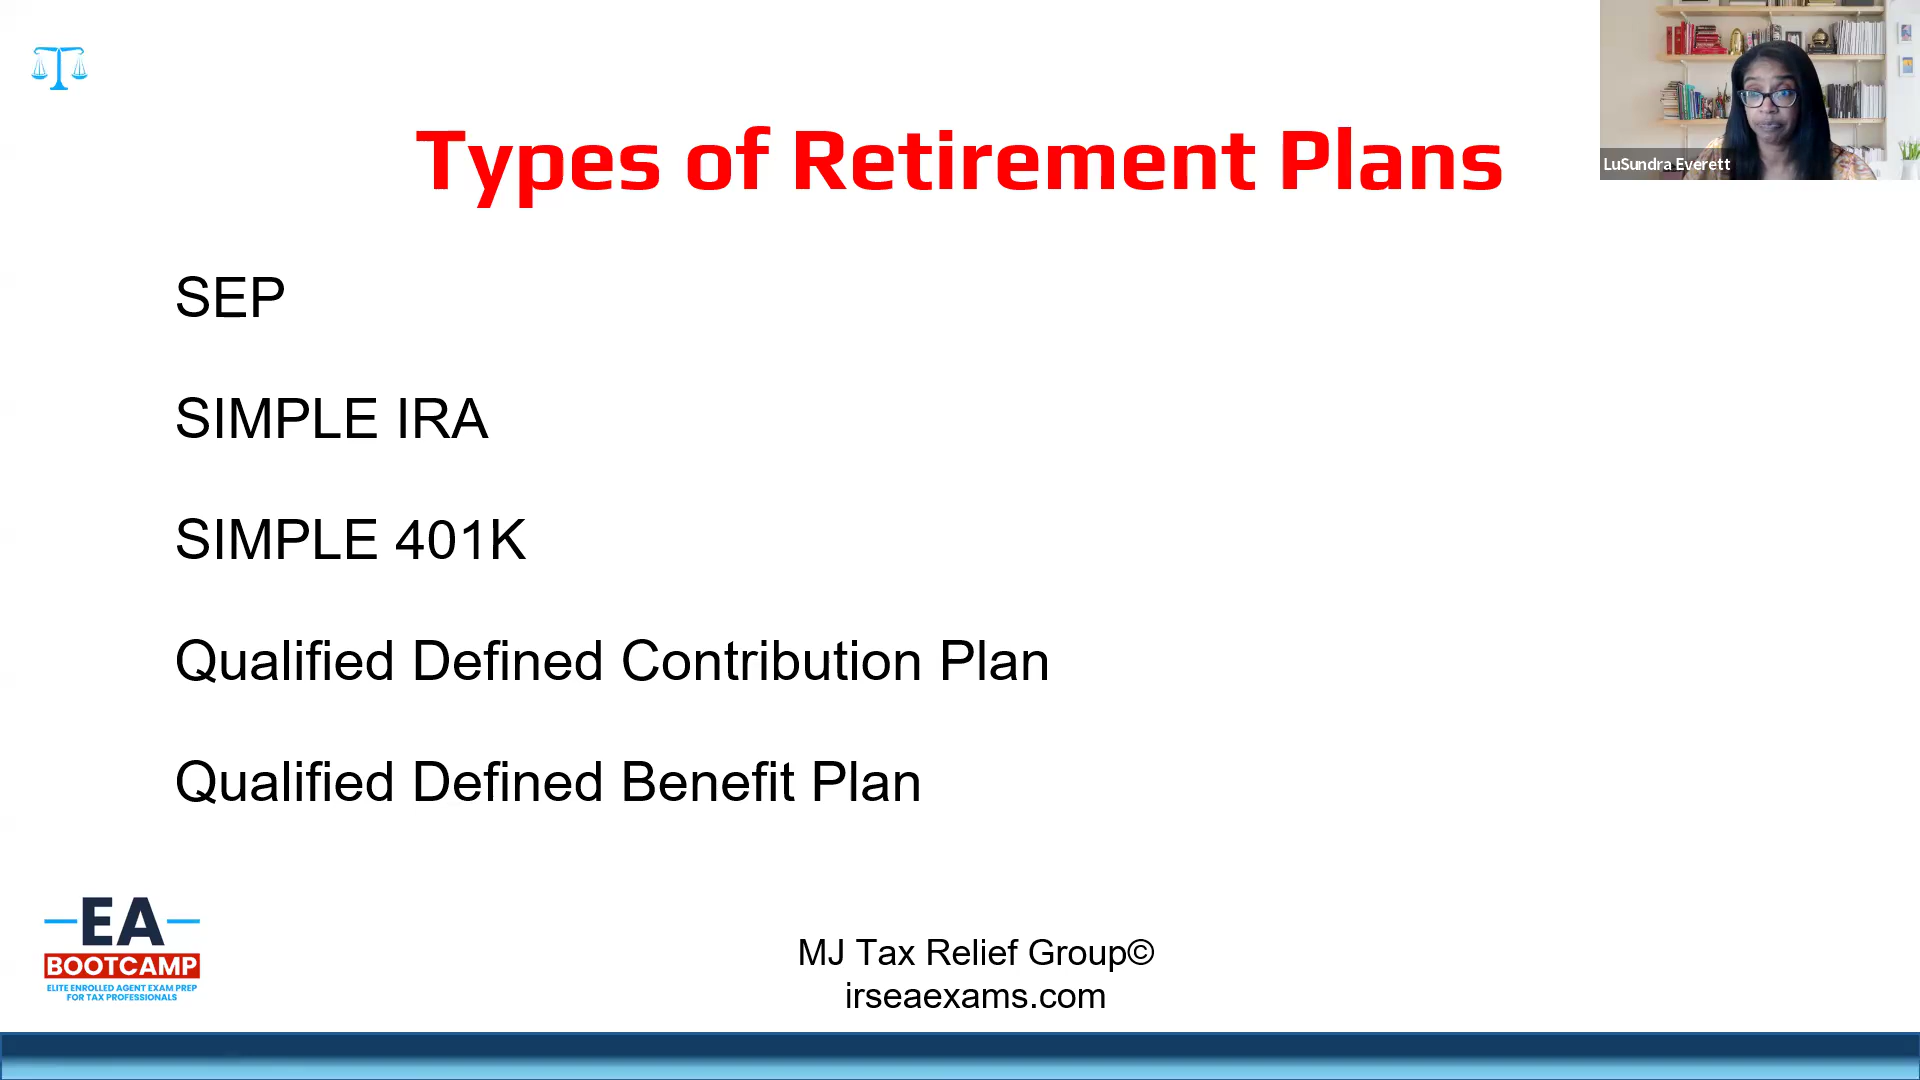 Types of Retirement Plans
LuSundra Everett
SEP
SIMPLE IRA
SIMPLE 401K
Qualified Defined Contribution Plan
Qualified Defined Benefit Plan
EA
BOOTCAMP
ELITE ENROLLED AGENT EXAM PREP
FOR TAX PROFESSIONALS
MJ Tax Relief Group©
irseaexams.com